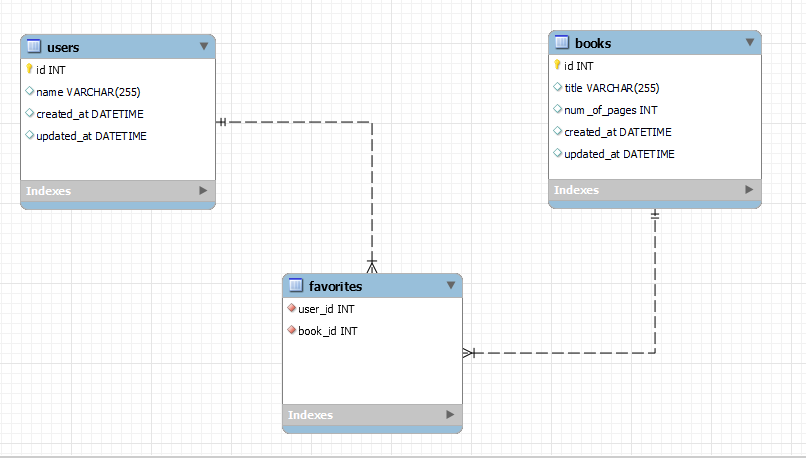 users
id INT
name VARCHAR(255)
created_at DATETIME
updated_at DATETIME
Indexes
books
id INT
title VARCHAR(255)
num _of_pages INT
created_at DATETIME
updated_at DATETIME
Indexes
favorites
user_id INT
book_id INT
Indexes